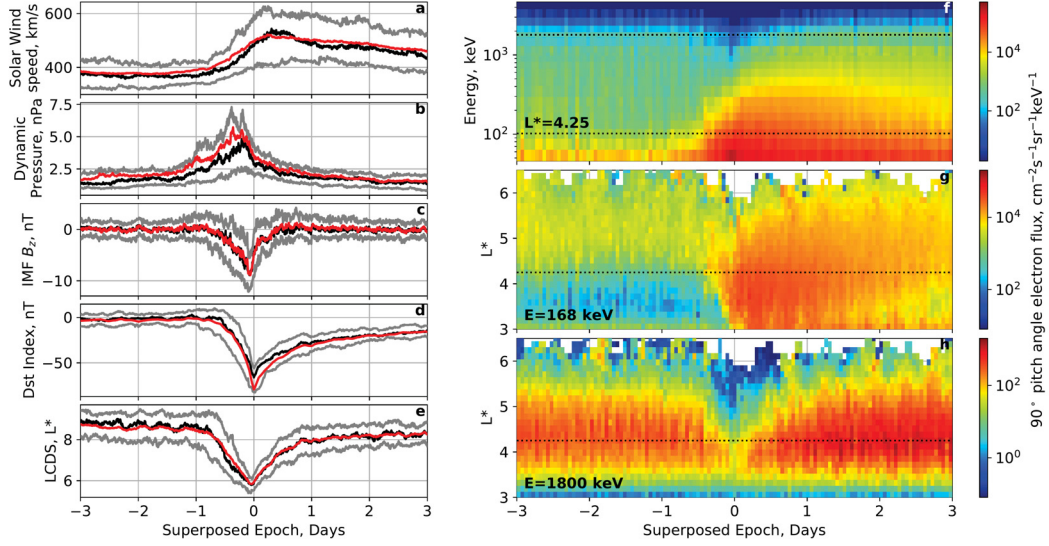 a
Solar Wind
speed, km/s
600
400
b
Dynamic
Pressure, nPa
7.5
5.0
2.5
c
IMF Bz, nT
0
−10
d
Dst Index, nT
0
−50
e
LCDS, L*
8
6
−3 −2 −1 0 1 2 3
Superposed Epoch, Days
f
Energy, keV
10³
10²
L*=4.25
g
L*
6
5
4
3
E=168 keV
h
L*
6
5
4
3
E=1800 keV
−3 −2 −1 0 1 2 3
Superposed Epoch, Days
10⁴
10²
10⁴
10²
10²
10⁰
90° pitch angle electron flux, cm⁻²s⁻¹sr⁻¹keV⁻¹